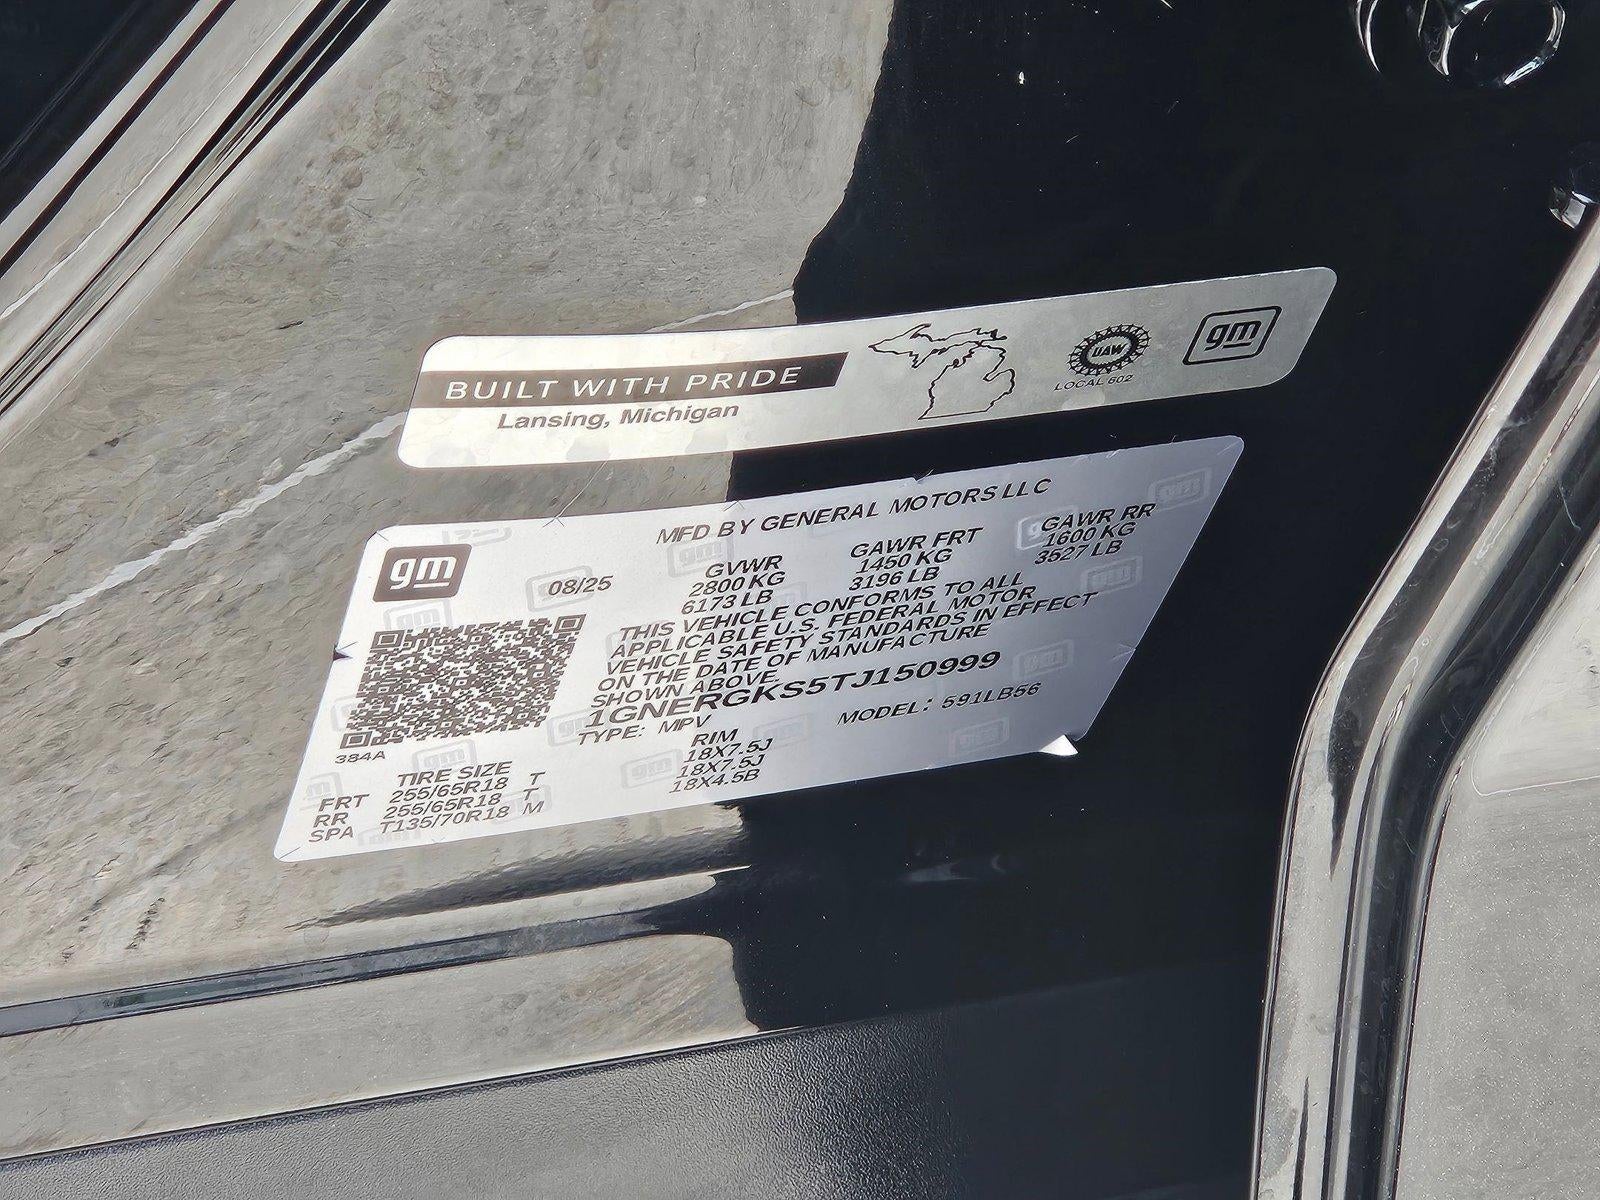 BUILT WITH PRIDE
Lansing, Michigan
UAW
LOCAL 602
gm
MFD BY GENERAL MOTORS LLC
gm
08/25
GVWR
2800 KG
6173 LB
GAWR FRT
1450 KG
3196 LB
GAWR RR
1600 KG
3527 LB
THIS VEHICLE CONFORMS TO ALL
APPLICABLE U.S. FEDERAL MOTOR
VEHICLE SAFETY STANDARDS IN EFFECT
ON THE DATE OF MANUFACTURE
SHOWN ABOVE.
1GNERGKS5TJ150999
TYPE: MPV
MODEL: 591LB56
384A
TIRE SIZE
RIM
FRT 255/65R18 T 18X7.5J
RR 255/65R18 T 18X7.5J
SPA T135/70R18 M 18X4.5B